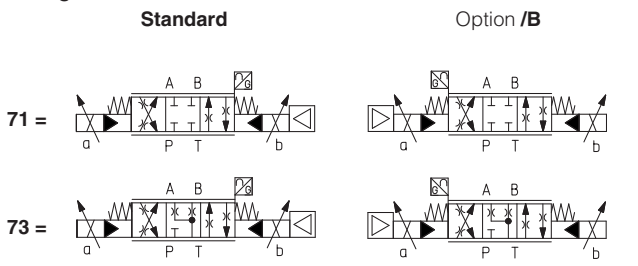 Standard Option /B
A B G G A B
71 =
a P T b a P T b
A B G G A B
73 =
a P T b a P T b